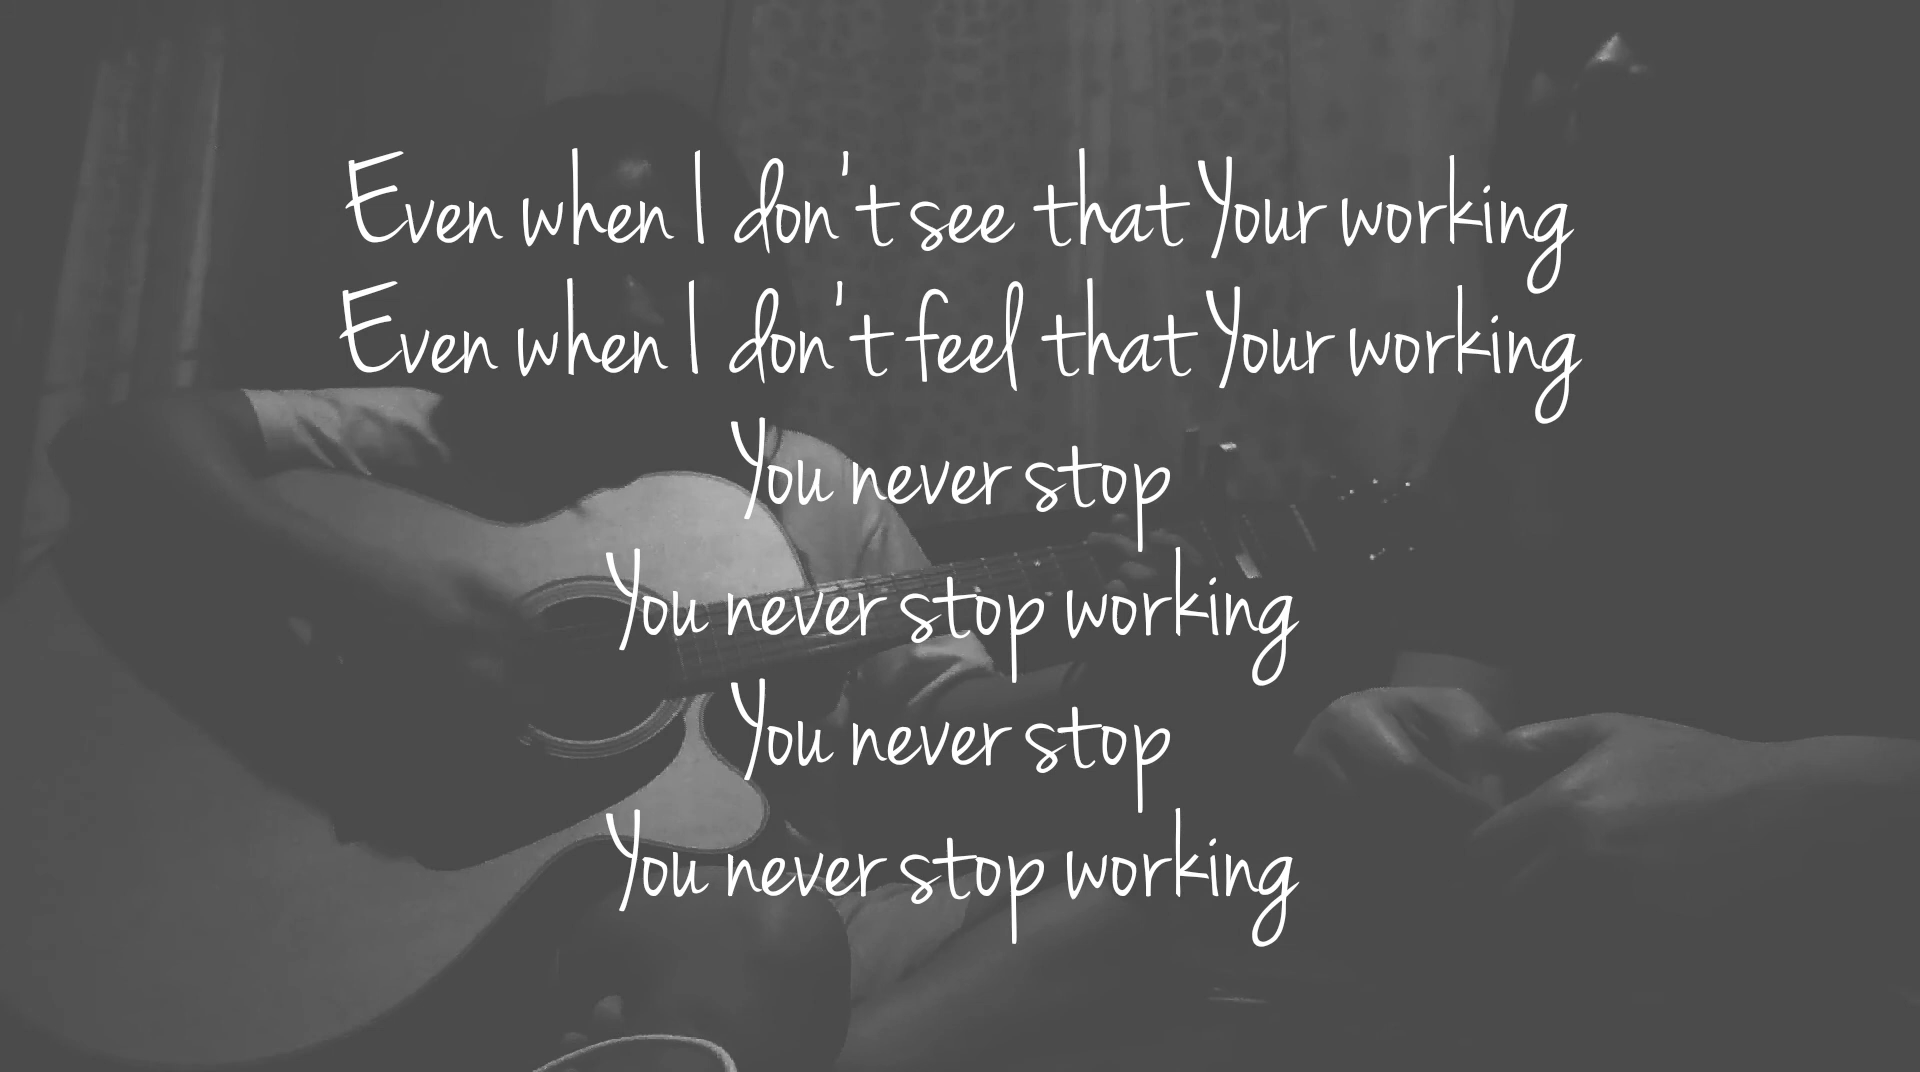 Even when I don't see that Your working
Even when I don't feel that Your working
You never stop
You never stop working
You never stop
You never stop working